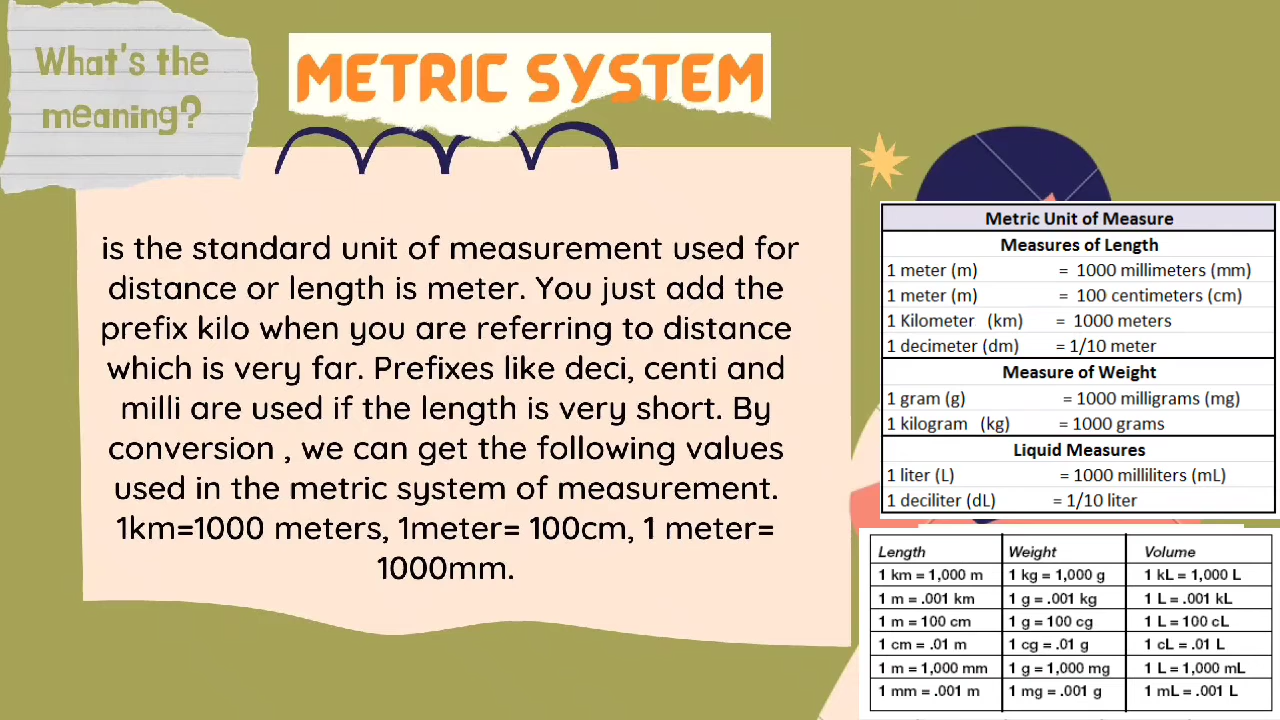 What's the
meaning?
METRIC SYSTEM
is the standard unit of measurement used for
distance or length is meter. You just add the
prefix kilo when you are referring to distance
which is very far. Prefixes like deci, centi and
milli are used if the length is very short. By
conversion , we can get the following values
used in the metric system of measurement.
1km=1000 meters, 1meter= 100cm, 1 meter=
1000mm.
Metric Unit of Measure
Measures of Length
1 meter (m) = 1000 millimeters (mm)
1 meter (m) = 100 centimeters (cm)
1 Kilometer (km) = 1000 meters
1 decimeter (dm) = 1/10 meter
Measure of Weight
1 gram (g) = 1000 milligrams (mg)
1 kilogram (kg) = 1000 grams
Liquid Measures
1 liter (L) = 1000 milliliters (mL)
1 deciliter (dL) = 1/10 liter
Length Weight Volume
1 km = 1,000 m 1 kg = 1,000 g 1 kL = 1,000 L
1 m = .001 km 1 g = .001 kg 1 L = .001 kL
1 m = 100 cm 1 g = 100 cg 1 L = 100 cL
1 cm = .01 m 1 cg = .01 g 1 cL = .01 L
1 m = 1,000 mm 1 g = 1,000 mg 1 L = 1,000 mL
1 mm = .001 m 1 mg = .001 g 1 mL = .001 L